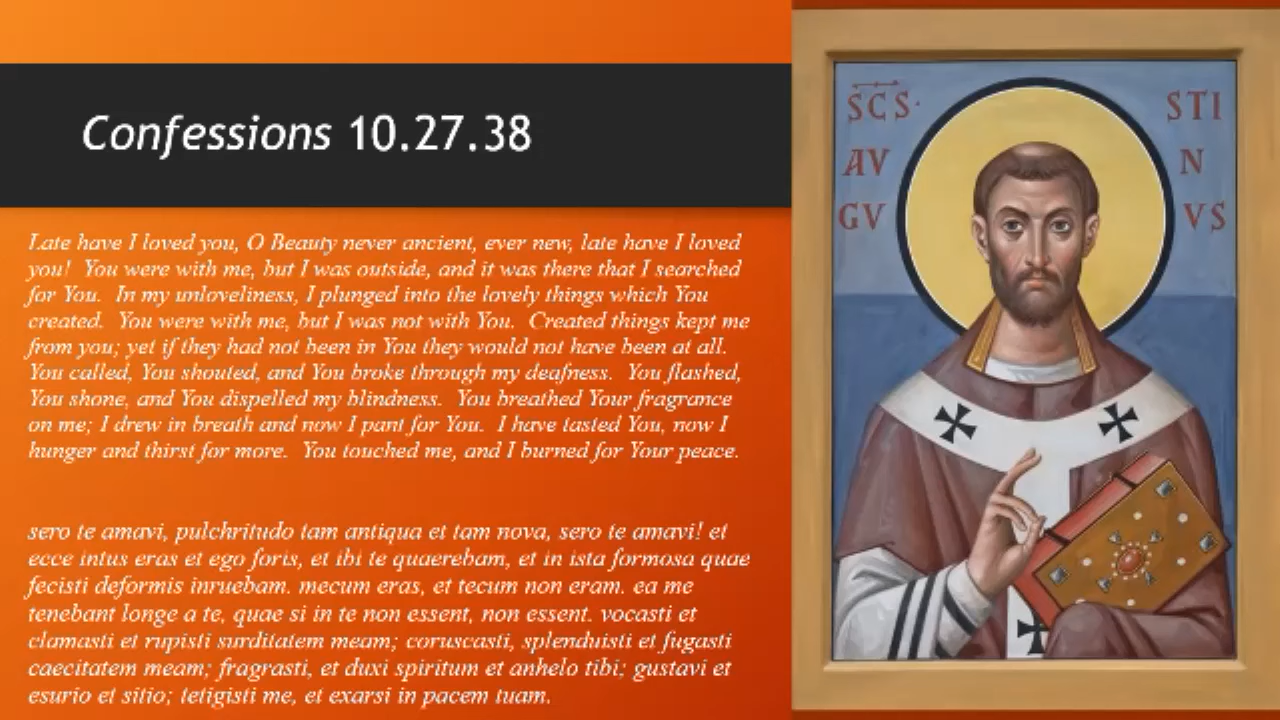 Confessions 10.27.38
Late have I loved you, O Beauty never ancient, ever new, late have I loved
you! You were with me, but I was outside, and it was there that I searched
for You. In my unloveliness, I plunged into the lovely things which You
created. You were with me, but I was not with You. Created things kept me
from you; yet if they had not been in You they would not have been at all.
You called, You shouted, and You broke through my deafness. You flashed,
You shone, and You dispelled my blindness. You breathed Your fragrance
on me; I drew in breath and now I pant for You. I have tasted You, now I
hunger and thirst for more. You touched me, and I burned for Your peace.
sero te amavi, pulchritudo tam antiqua et tam nova, sero te amavi! et
ecce intus eras et ego foris, et ibi te quaerebam, et in ista formosa quae
fecisti deformis inruebam. mecum eras, et tecum non eram. ea me
tenebant longe a te, quae si in te non essent, non essent. vocasti et
clamasti et rupisti surditatem meam; coruscasti, splenduisti et fugasti
caecitatem meam; fragrasti, et duxi spiritum et anhelo tibi; gustavi et
esurio et sitio; tetigisti me, et exarsi in pacem tuam.
SCS·
AV
GV
STI
N
VS